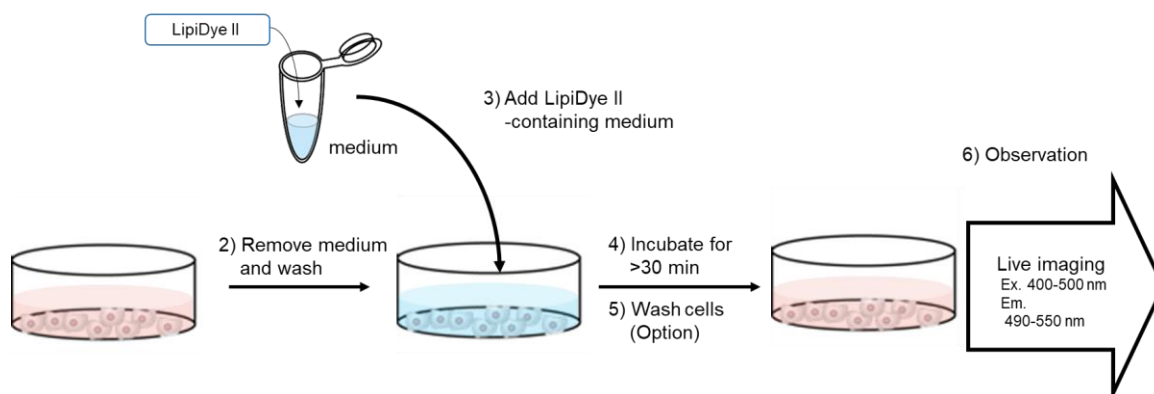 LipiDye II
medium
2) Remove medium
and wash
3) Add LipiDye II
-containing medium
4) Incubate for
>30 min
5) Wash cells
(Option)
6) Observation
Live imaging
Ex. 400-500 nm
Em.
490-550 nm